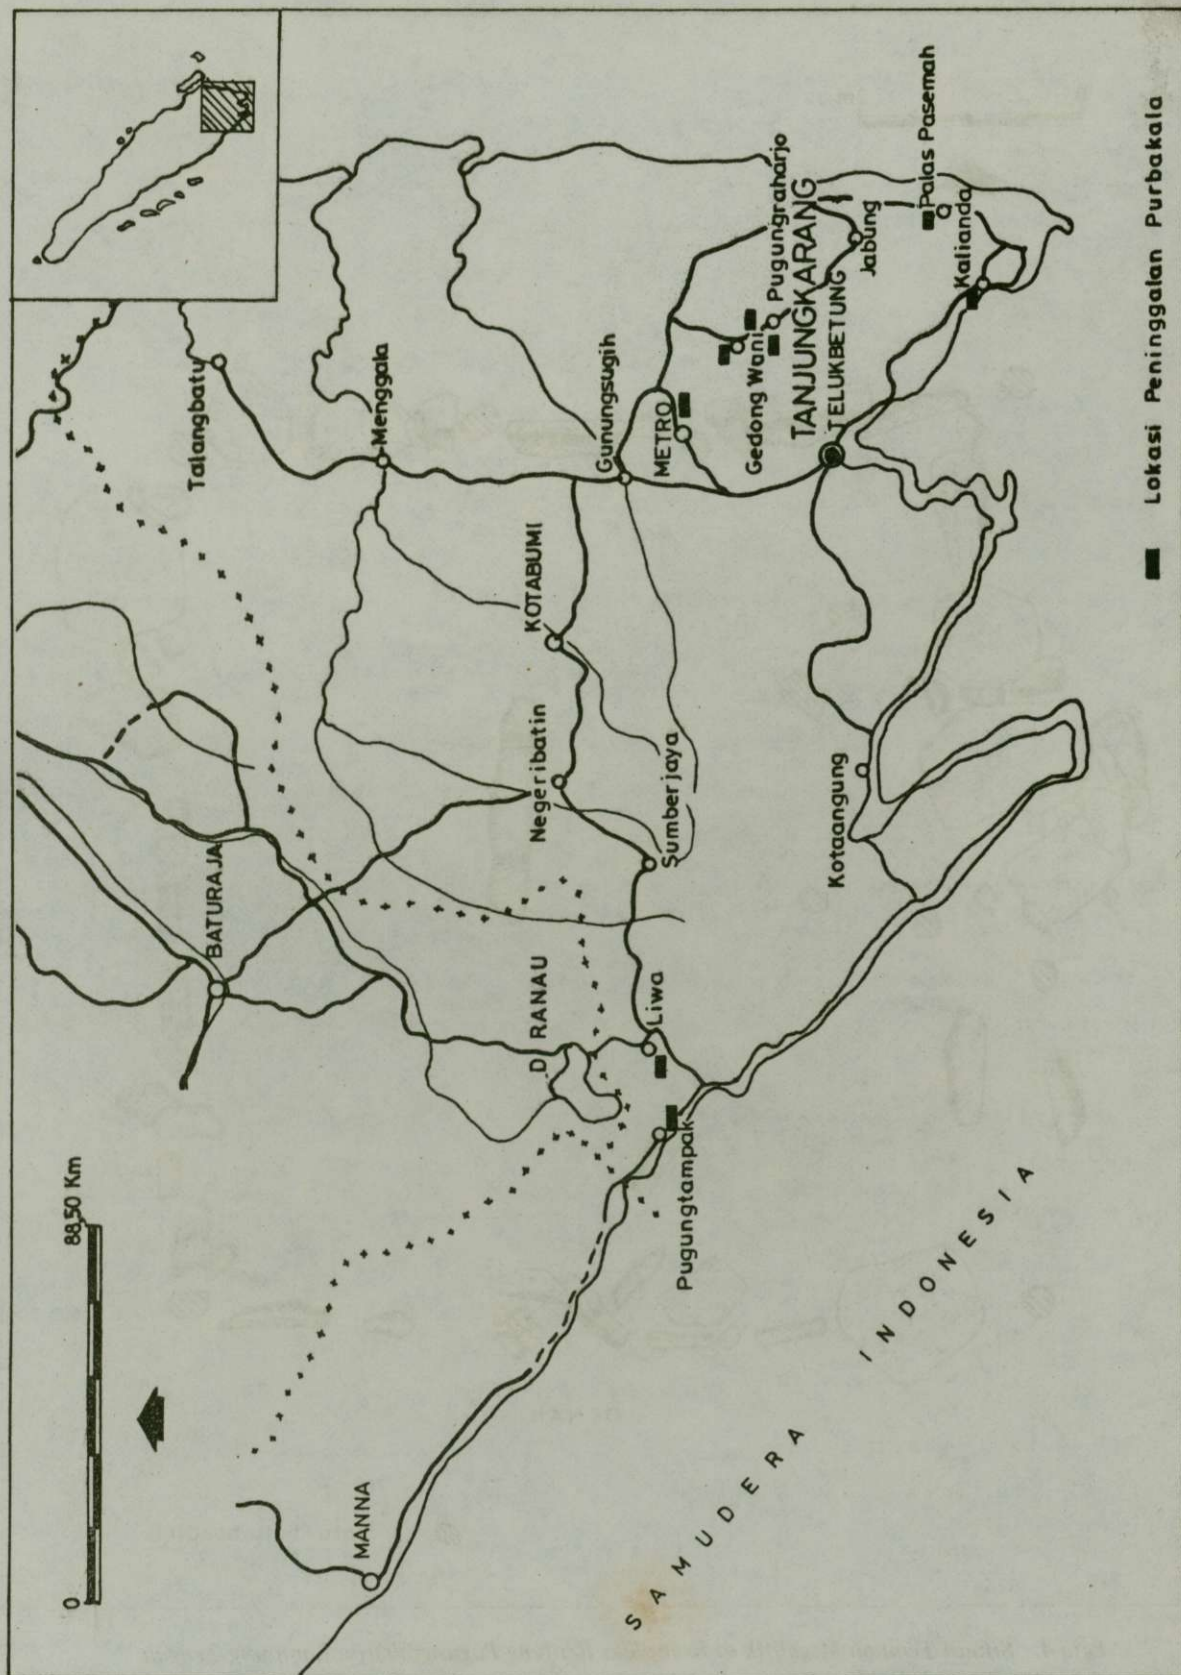 0
88,50 Km
MANNA
BATURAJA
Talangbatu
Menggala
D. RANAU
Negeribatin
KOTABUMI
Gunungsugih
METRO
Liwa
Sumberjaya
Pugungtampak
Kotaangung
Gedong Wani
Pugungraharjo
TANJUNGKARANG
TELUKBETUNG
Jabung
Palas Pasemah
Kalianda
SAMUDERA INDONESIA
Lokasi Peninggalan Purbakala